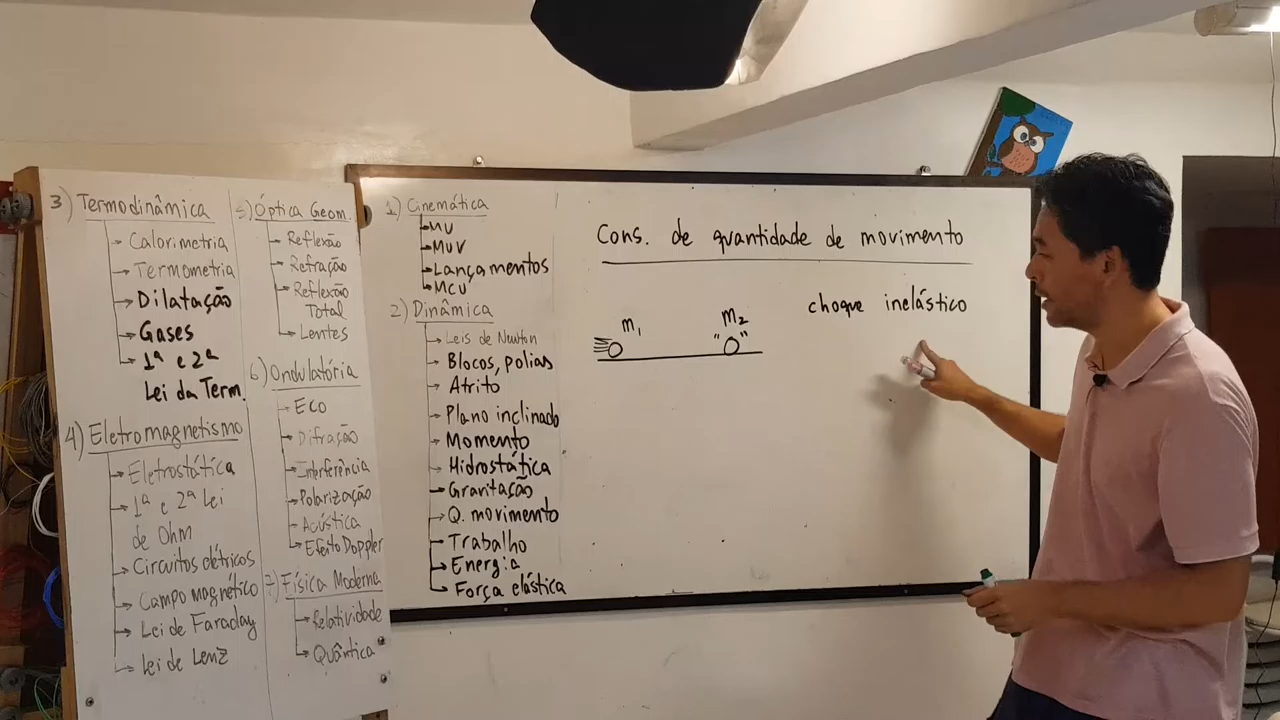 3) Termodinâmica
Calorimetria
Termometria
Dilatação
Gases
1ª e 2ª
Lei da Term.
4) Eletromagnetismo
Eletrostática
1ª e 2ª Lei
de Ohm
Circuitos elétricos
Campo magnético
Lei de Faraday
Lei de Lenz
5) Óptica Geom.
Reflexão
Refração
Reflexão
Total
Lentes
6) Ondulatória
Eco
Difração
Interferência
Polarização
Acústica
Efeito Doppler
7) Física Moderna
Relatividade
Quântica
1) Cinemática
MU
MUV
Lançamentos
MCU
2) Dinâmica
Leis de Newton
Blocos, polias
Atrito
Plano inclinado
Momento
Hidrostática
Gravitação
Q. movimento
Trabalho
Energia
Força elástica
Cons. de quantidade de movimento
choque inelástico
m₁
m₂
" "